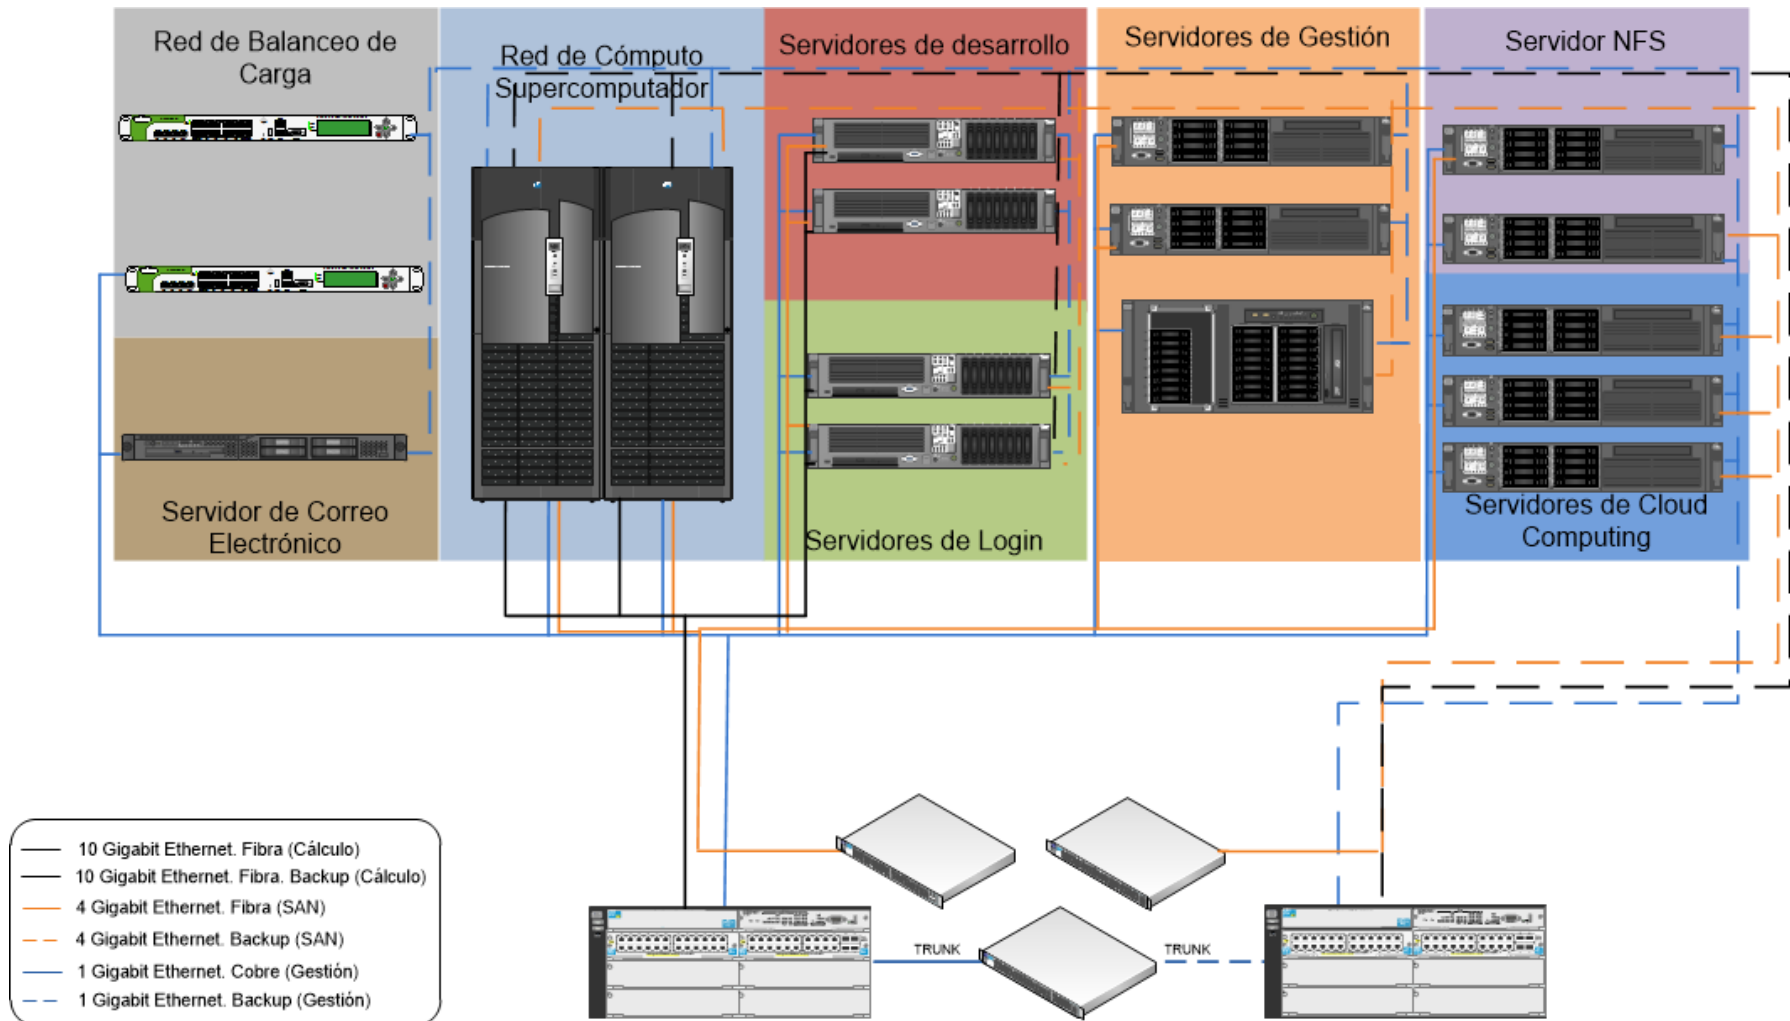 Red de Balanceo de
Carga
Red de Cómputo
Supercomputador
Servidores de desarrollo
Servidores de Gestión
Servidor NFS
Servidor de Correo
Electrónico
Servidores de Login
Servidores de Cloud
Computing
10 Gigabit Ethernet. Fibra (Cálculo)
10 Gigabit Ethernet. Fibra. Backup (Cálculo)
4 Gigabit Ethernet. Fibra (SAN)
4 Gigabit Ethernet. Backup (SAN)
1 Gigabit Ethernet. Cobre (Gestión)
1 Gigabit Ethernet. Backup (Gestión)
TRUNK
TRUNK